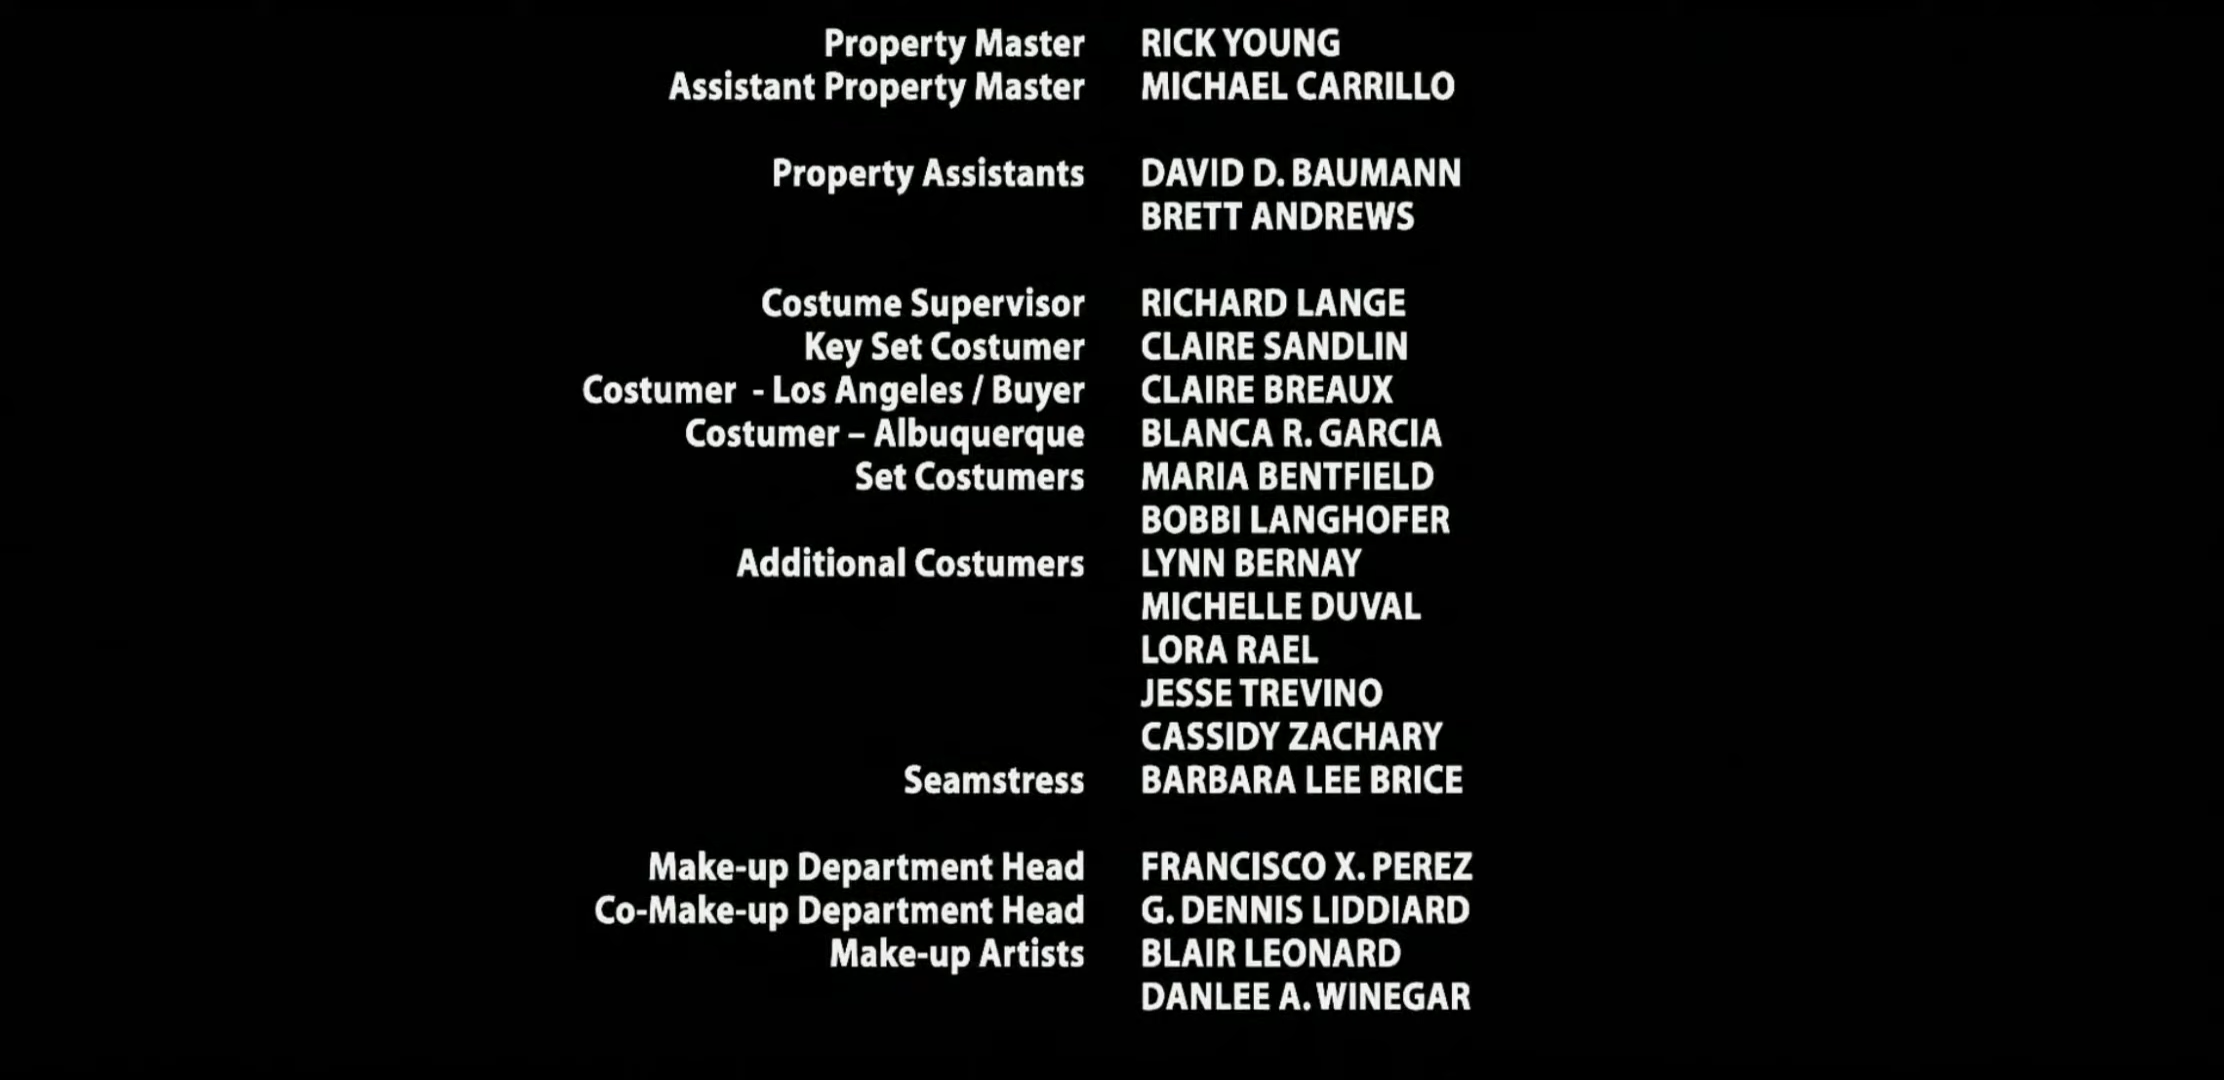 Property Master RICK YOUNG
Assistant Property Master MICHAEL CARRILLO
Property Assistants DAVID D. BAUMANN
BRETT ANDREWS
Costume Supervisor RICHARD LANGE
Key Set Costumer CLAIRE SANDLIN
Costumer  - Los Angeles / Buyer CLAIRE BREAUX
Costumer – Albuquerque BLANCA R. GARCIA
Set Costumers MARIA BENTFIELD
BOBBI LANGHOFER
Additional Costumers LYNN BERNAY
MICHELLE DUVAL
LORA RAEL
JESSE TREVINO
CASSIDY ZACHARY
Seamstress BARBARA LEE BRICE
Make-up Department Head FRANCISCO X. PEREZ
Co-Make-up Department Head G. DENNIS LIDDIARD
Make-up Artists BLAIR LEONARD
DANLEE A. WINEGAR